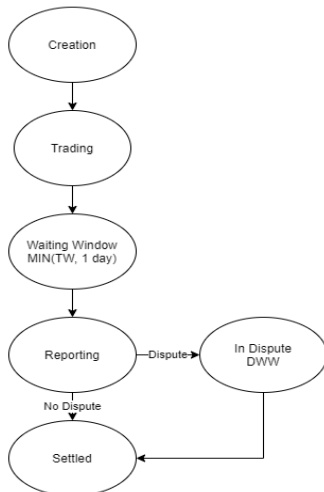 Creation
Trading
Waiting Window
MIN(TW, 1 day)
Reporting
Dispute
In Dispute
DWW
No Dispute
Settled